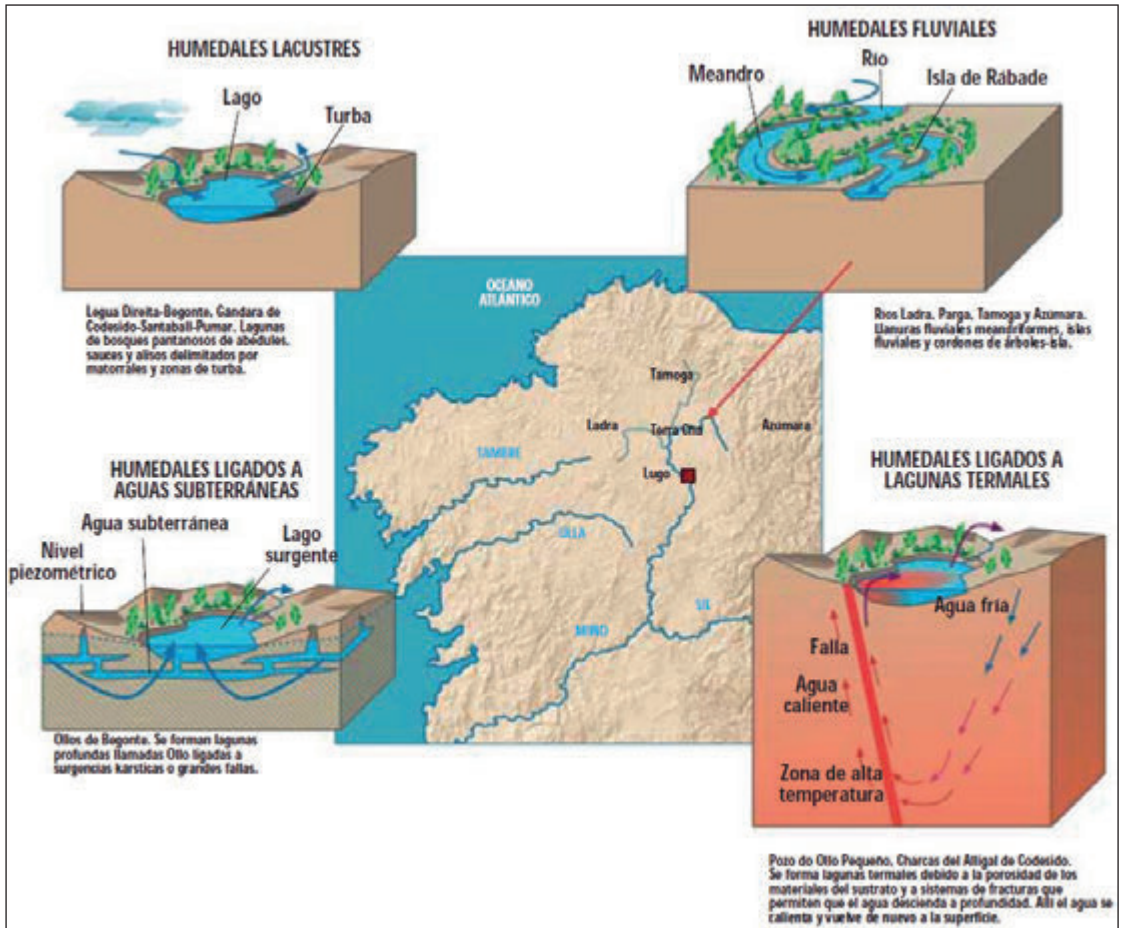 HUMEDALES LACUSTRES
Lago
Turba
Legua Direita-Begonte, Gandara de
Codesido-Santaball-Pumar. Lagunas
de bosques pantanosos de abedules,
sauces y alisos delimitados por
matorrales y zonas de turba.
HUMEDALES FLUVIALES
Río
Meandro
Isla de Rábade
Ríos Ladra, Parga, Tamoga y Azúmara.
Llanuras fluviales meandriformes, islas
fluviales y cordones de árboles-isla.
OCEANO
ATLÁNTICO
Tamoga
Ladra
Terra Chá
Azúmara
TAMBRE
Lugo
ULLA
SIL
MIÑO
HUMEDALES LIGADOS A
AGUAS SUBTERRÁNEAS
Agua subterránea
Lago
surgente
Nivel
piezométrico
Ollos de Begonte. Se forman lagunas
profundas llamadas Ollo ligadas a
surgencias kársticas o grandes fallas.
HUMEDALES LIGADOS A
LAGUNAS TERMALES
Agua fría
Falla
Agua
caliente
Zona de alta
temperatura
Pozo do Ollo Pequeño, Charcas del Alligal de Codesido.
Se forma lagunas termales debido a la porosidad de los
materiales del sustrato y a sistemas de fracturas que
permiten que el agua descienda a profundidad. Allí el agua se
calienta y vuelve de nuevo a la superficie.